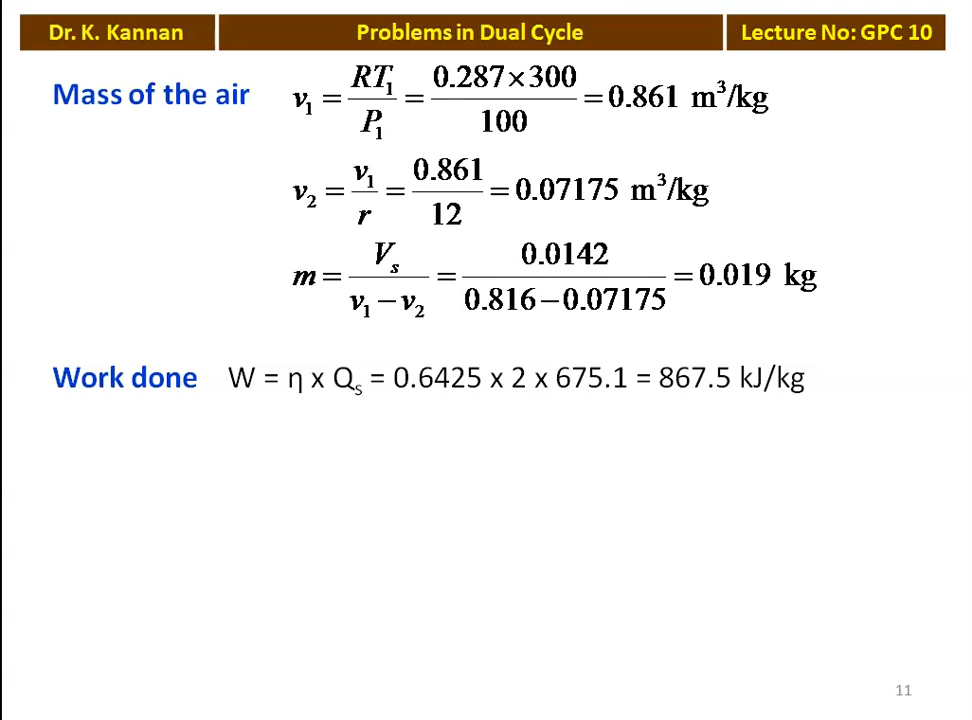 Dr. K. Kannan
Problems in Dual Cycle
Lecture No: GPC 10
Mass of the air v₁ = RT₁/P₁ = 0.287×300/100 = 0.861 m³/kg
v₂ = v₁/r = 0.861/12 = 0.07175 m³/kg
m = Vₛ/(v₁ − v₂) = 0.0142/(0.816 − 0.07175) = 0.019 kg
Work done W = η x Qₛ = 0.6425 x 2 x 675.1 = 867.5 kJ/kg
11